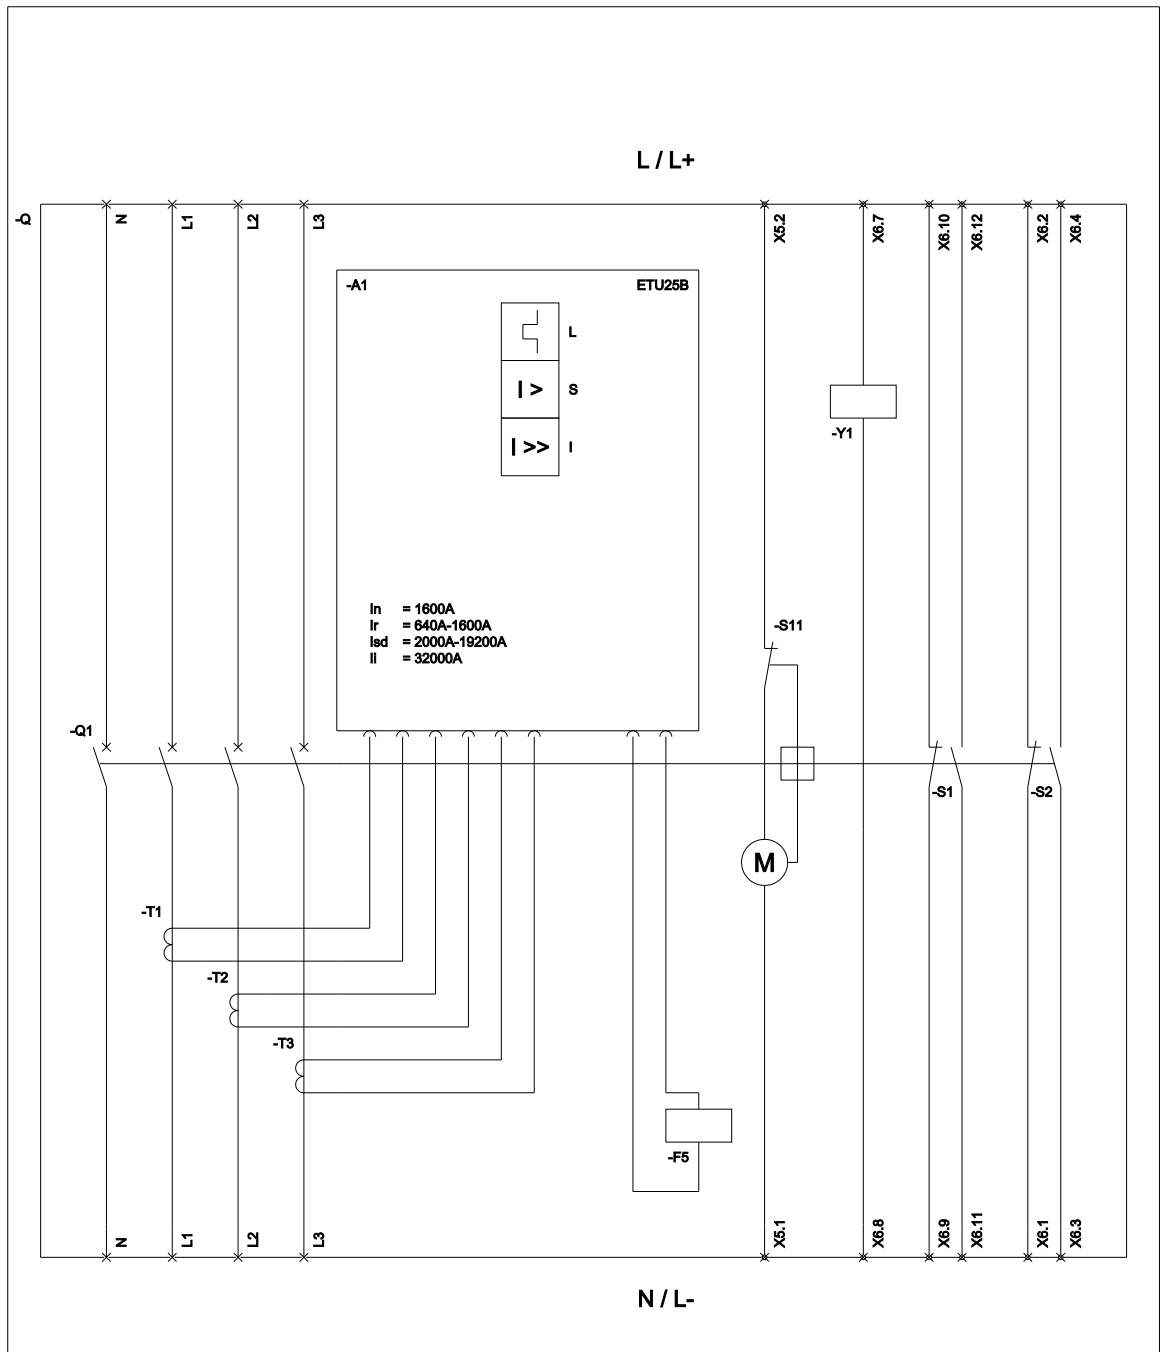 L / L+
-Q
N
L1
L2
L3
X5.2
X6.7
X6.10
X6.12
X6.2
X6.4
-A1
ETU25B
L
I >
S
I >>
I
-Y1
In = 1600A
Ir = 640A-1600A
Isd = 2000A-19200A
Ii = 32000A
-S11
-Q1
-S1
-S2
M
-T1
-T2
-T3
-F5
N
L1
L2
L3
X5.1
X6.8
X6.9
X6.11
X6.1
X6.3
N / L-